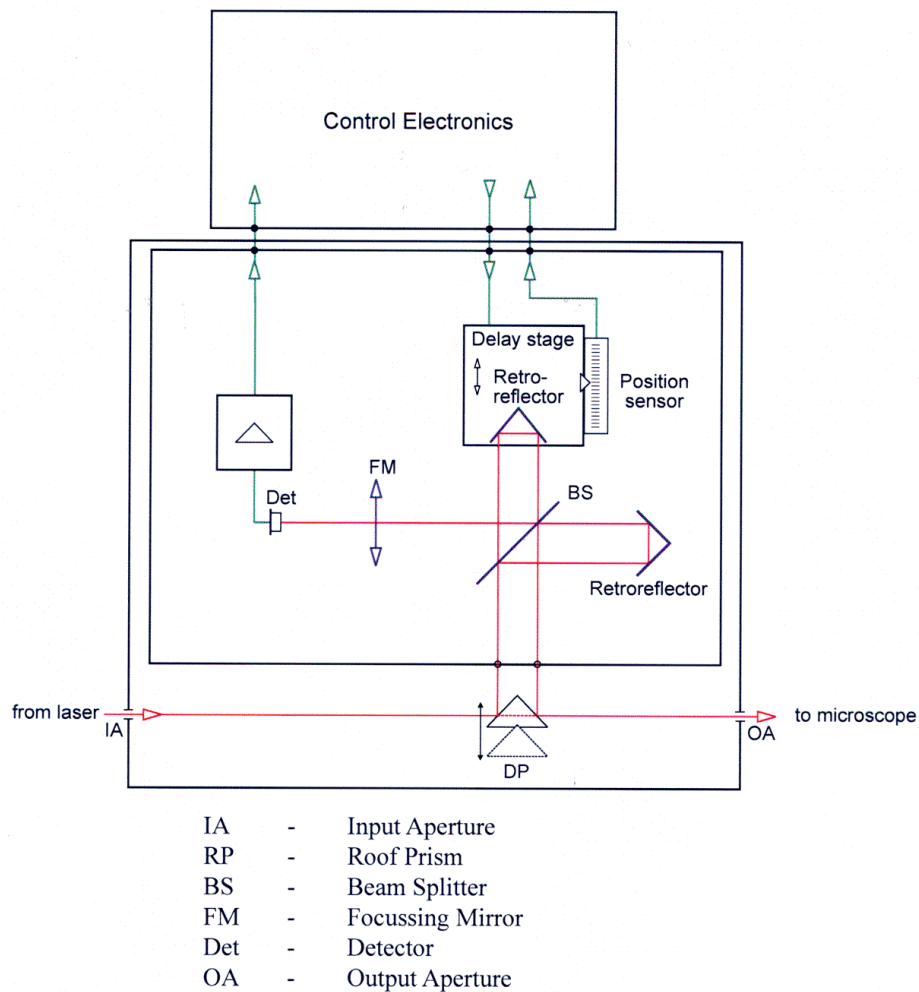 Control Electronics
Delay stage
Retro-
reflector
Position
sensor
FM
Det
BS
Retroreflector
from laser
IA
to microscope
OA
DP
IA - Input Aperture
RP - Roof Prism
BS - Beam Splitter
FM - Focussing Mirror
Det - Detector
OA - Output Aperture